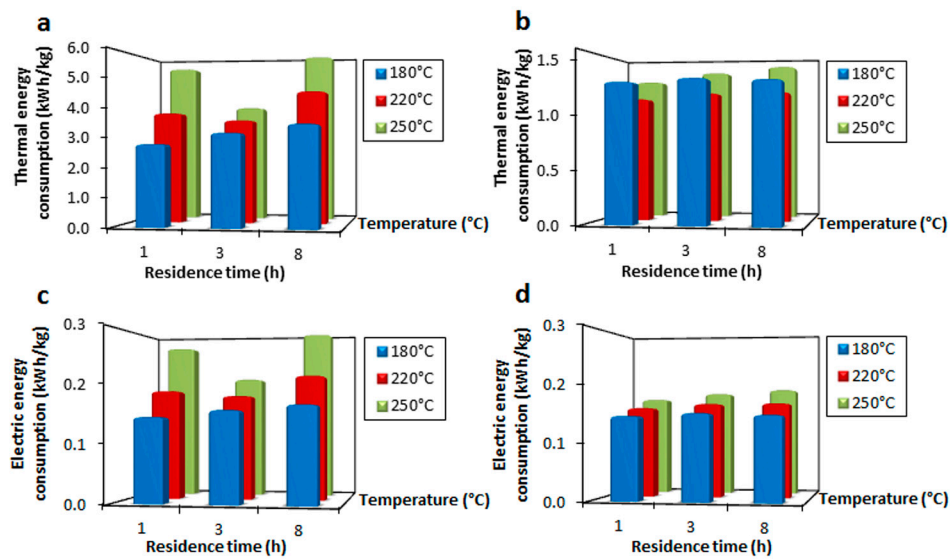 a
Thermal energy
consumption (kWh/kg)
6.0
5.0
4.0
3.0
2.0
1.0
0.0
180°C
220°C
250°C
Temperature (°C)
1 3 8
Residence time (h)
b
Thermal energy
consumption (kWh/kg)
1.5
1.0
0.5
0.0
180°C
220°C
250°C
Temperature (°C)
1 3 8
Residence time (h)
c
Electric energy
consumption (kWh/kg)
0.3
0.2
0.1
0.0
180°C
220°C
250°C
Temperature (°C)
1 3 8
Residence time (h)
d
Electric energy
consumption (kWh/kg)
0.3
0.2
0.1
0.0
180°C
220°C
250°C
Temperature (°C)
1 3 8
Residence time (h)